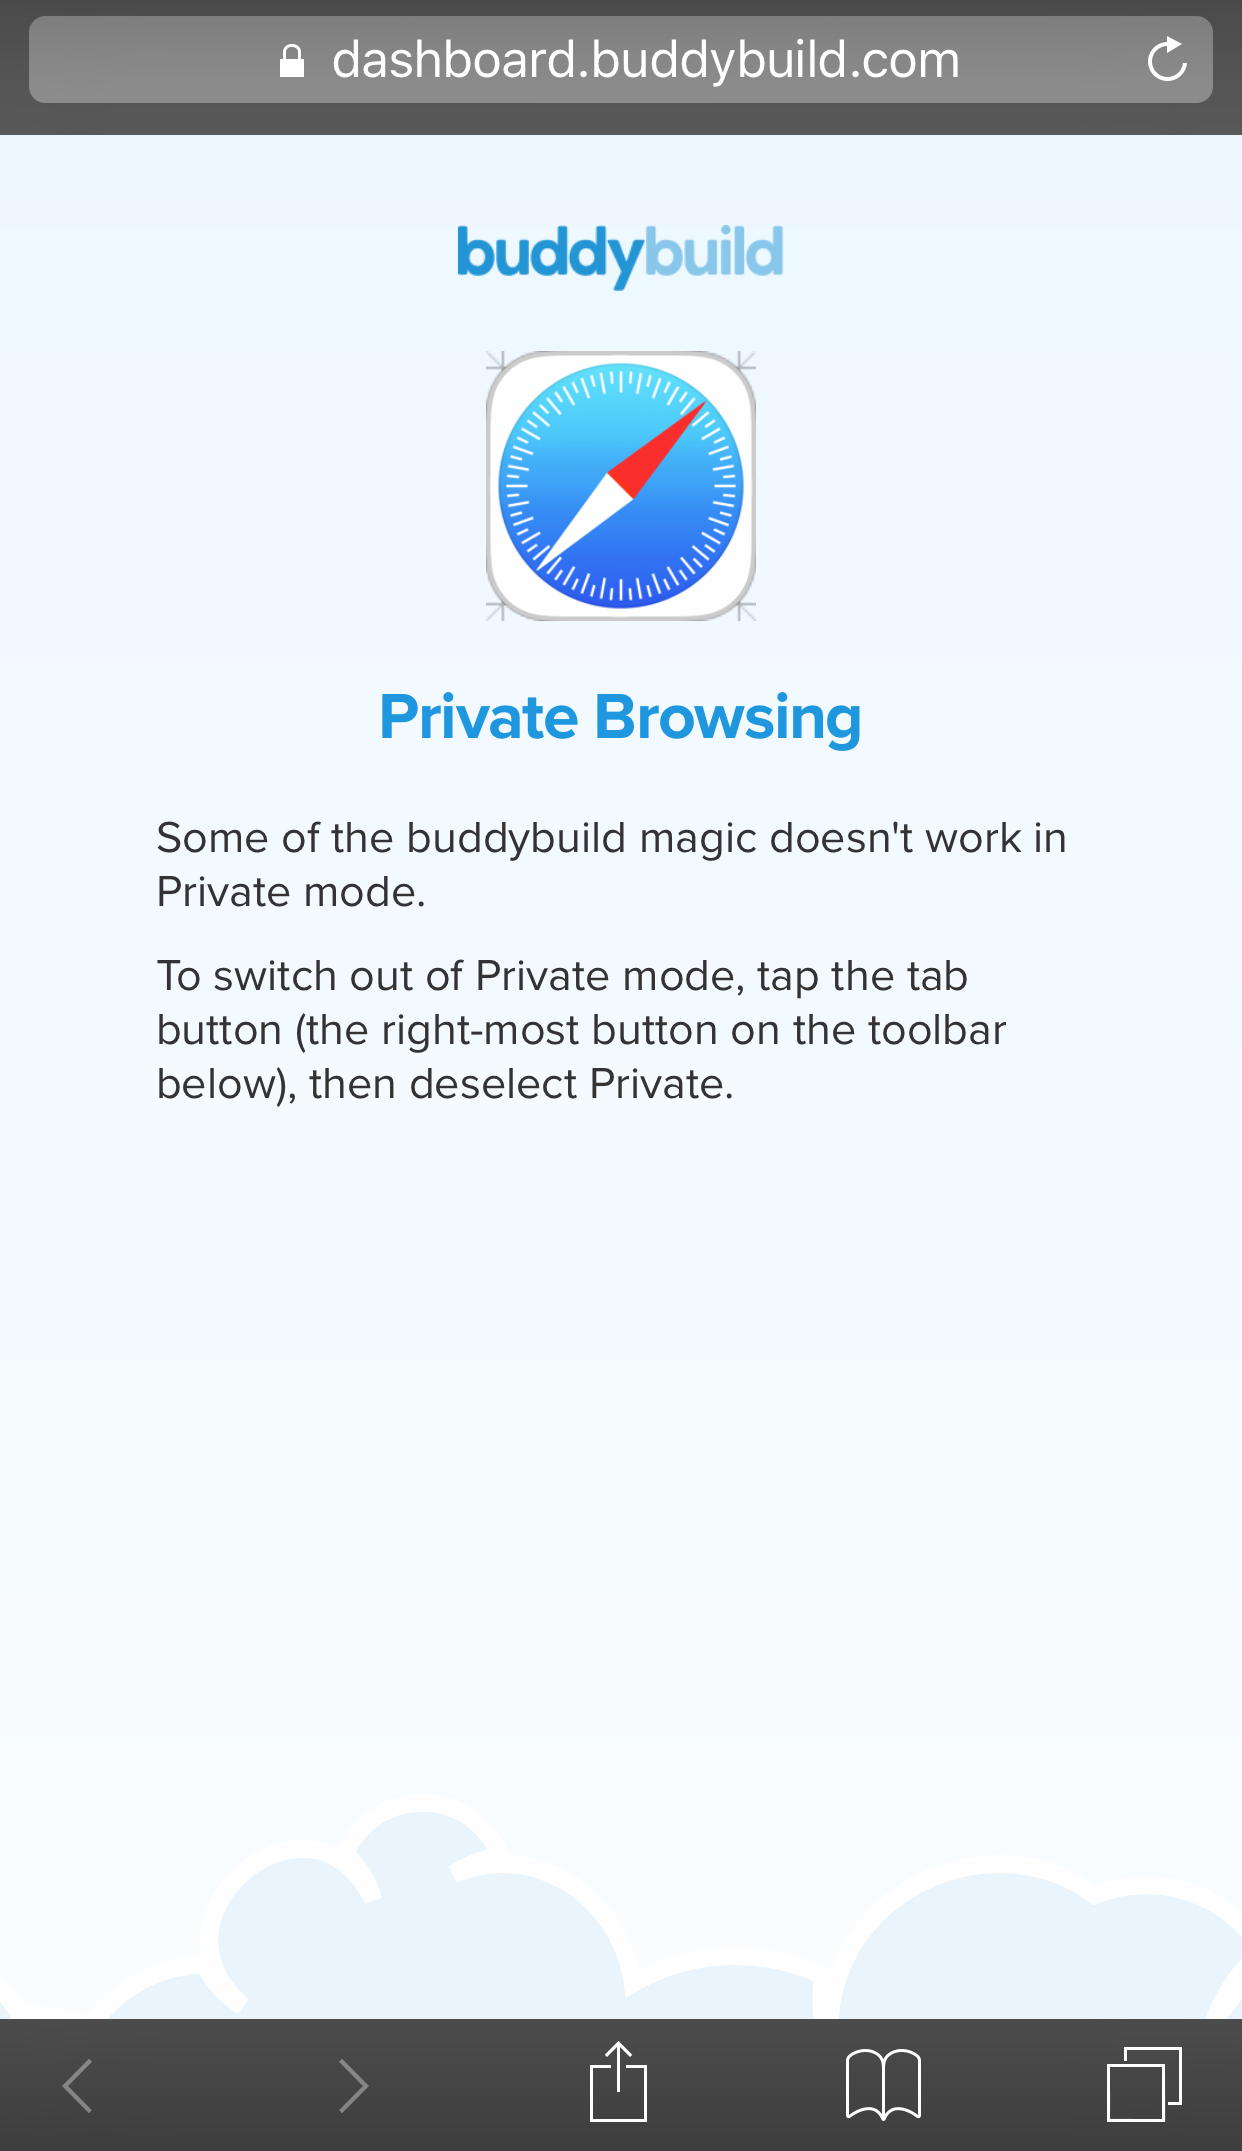 dashboard.buddybuild.com
buddybuild
Private Browsing
Some of the buddybuild magic doesn't work in
Private mode.
To switch out of Private mode, tap the tab
button (the right-most button on the toolbar
below), then deselect Private.